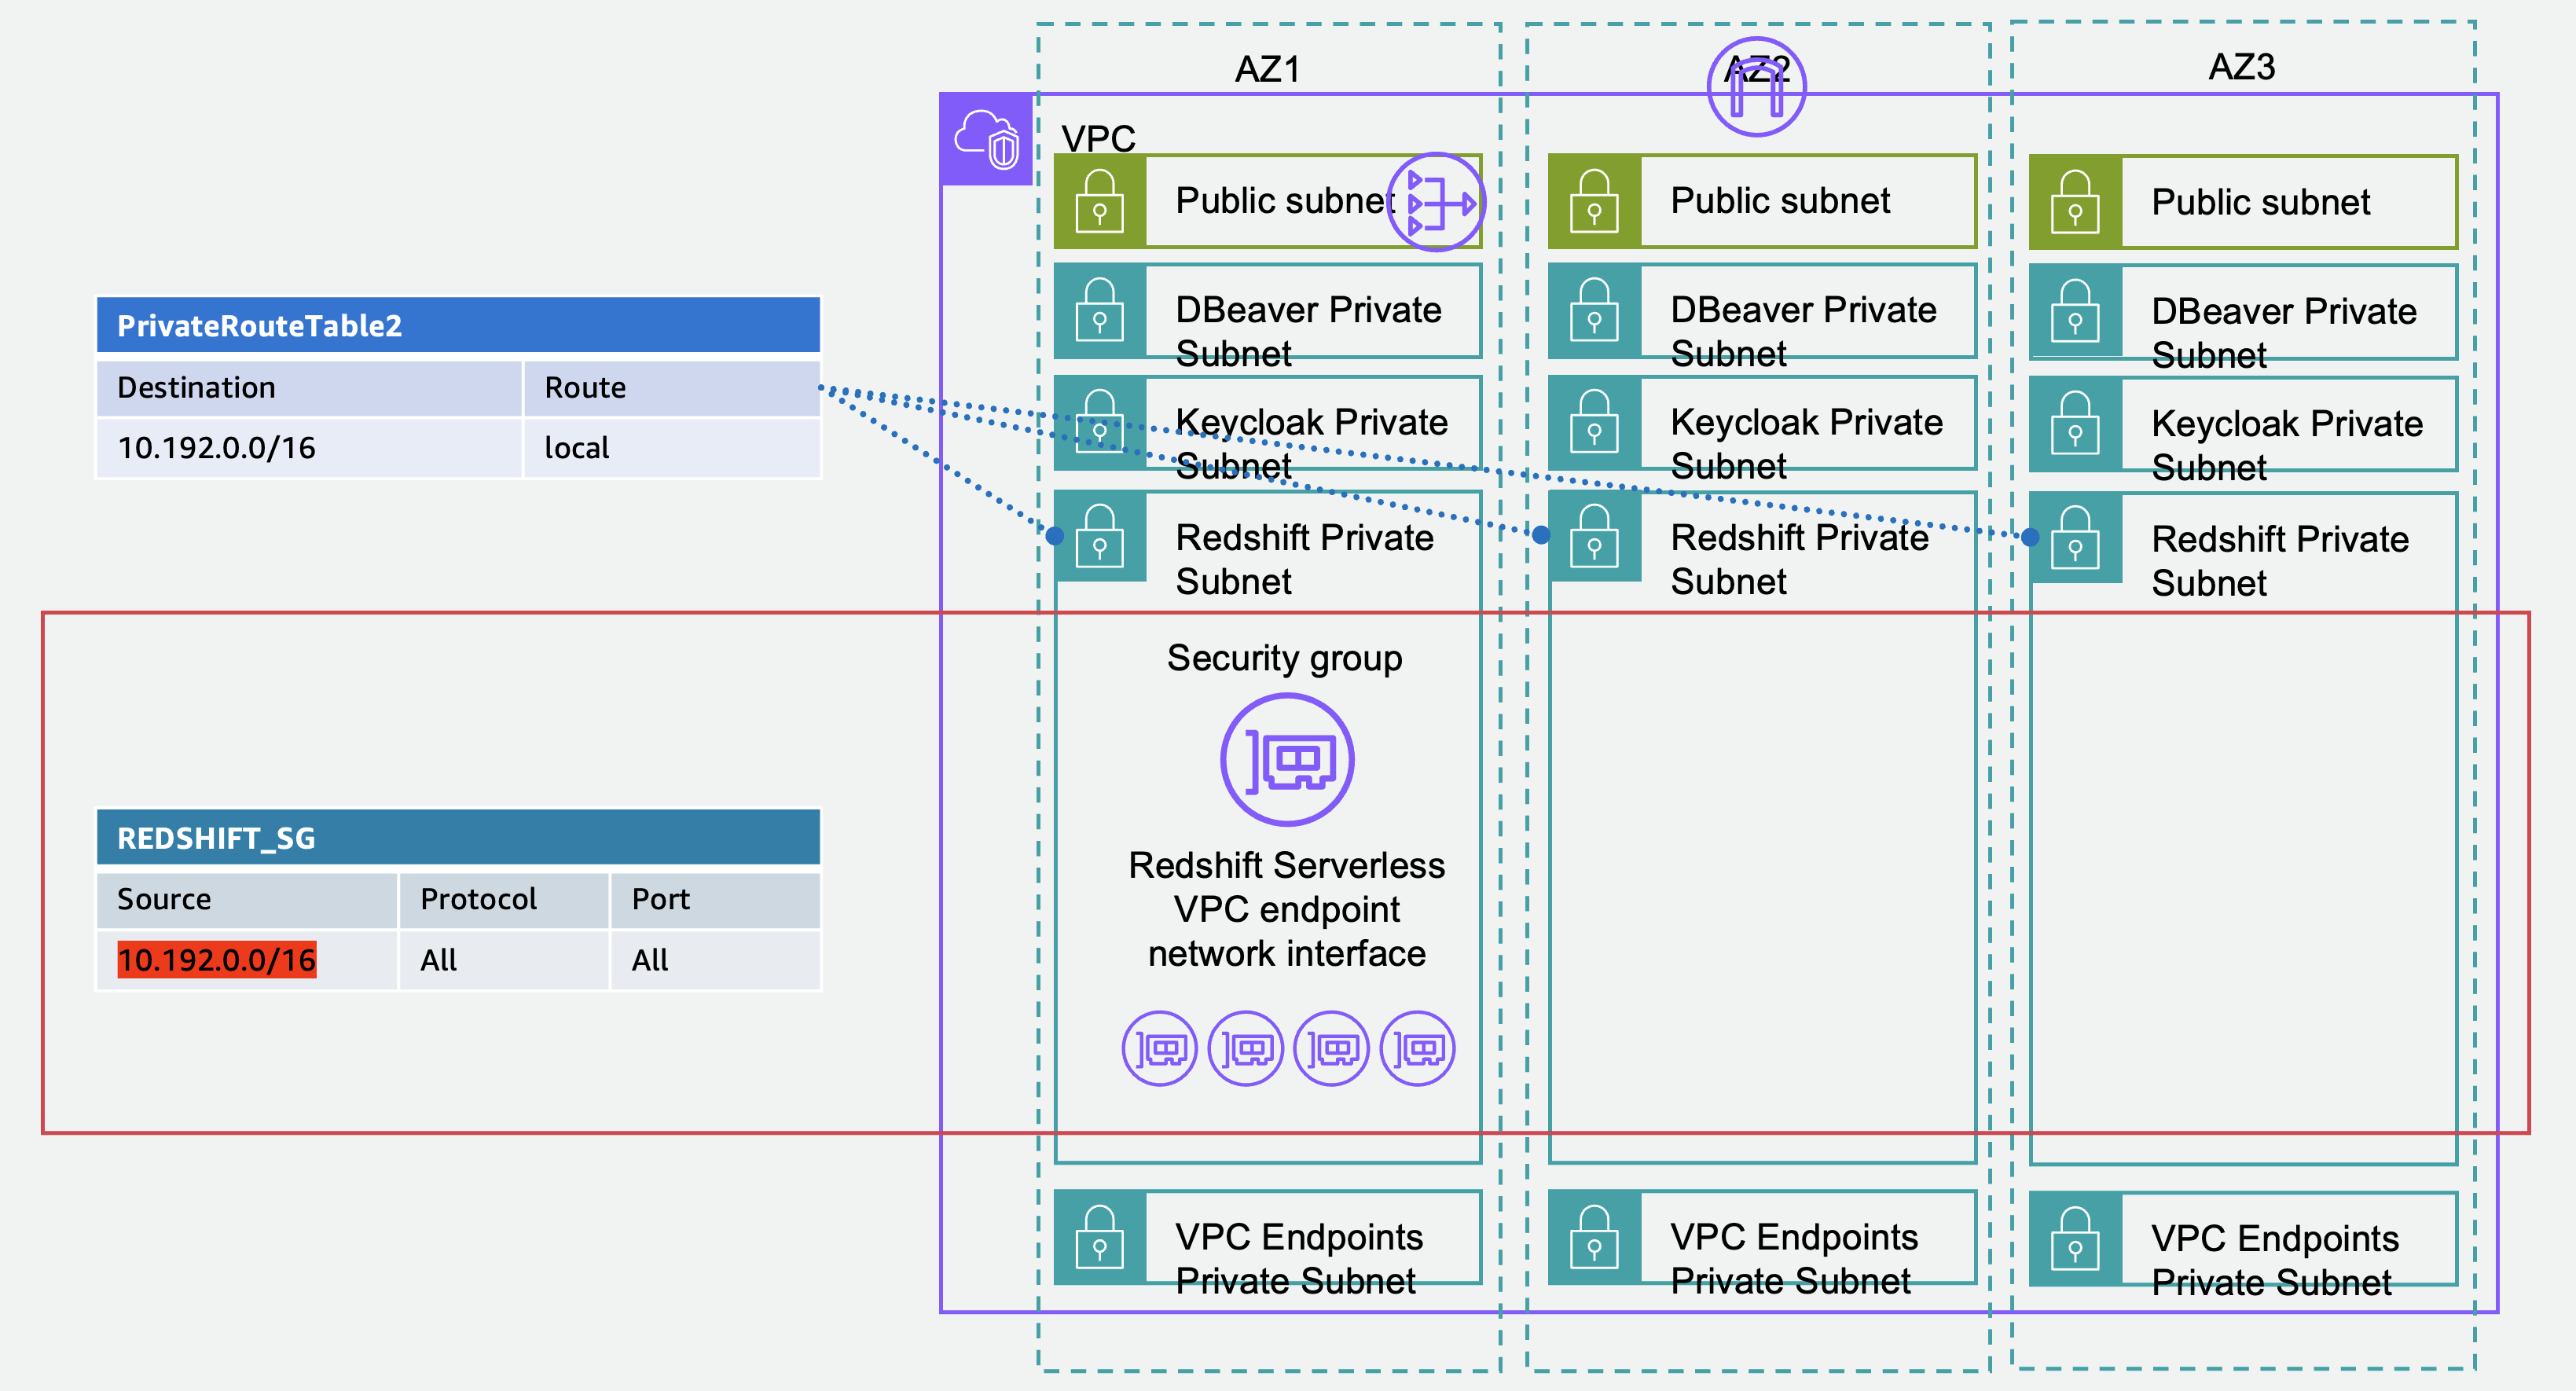 AZ1
AZ2
AZ3
VPC
Public subnet
Public subnet
Public subnet
DBeaver Private
Subnet
DBeaver Private
Subnet
DBeaver Private
Subnet
PrivateRouteTable2
Destination
Route
10.192.0.0/16
local
Keycloak Private
Subnet
Keycloak Private
Subnet
Keycloak Private
Subnet
Redshift Private
Subnet
Redshift Private
Subnet
Redshift Private
Subnet
Security group
Redshift Serverless
VPC endpoint
network interface
REDSHIFT_SG
Source
Protocol
Port
10.192.0.0/16
All
All
VPC Endpoints
Private Subnet
VPC Endpoints
Private Subnet
VPC Endpoints
Private Subnet